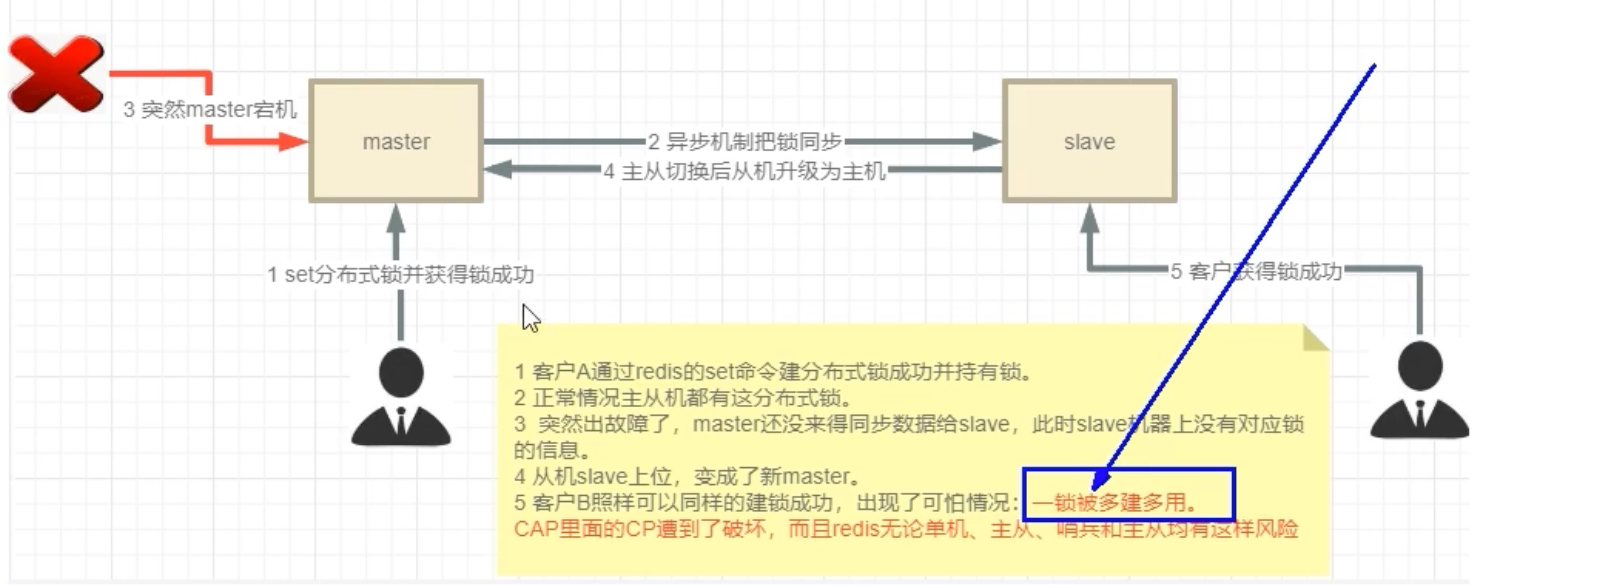 3 突然master宕机
master
2 异步机制把锁同步
slave
4 主从切换后从机升级为主机
1 set分布式锁并获得锁成功
5 客户获得锁成功
1 客户A通过redis的set命令建分布式锁成功并持有锁。
2 正常情况主从机都有这分布式锁。
3 突然出故障了，master还没来得同步数据给slave，此时slave机器上没有对应锁
的信息。
4 从机slave上位，变成了新master。
5 客户B照样可以同样的建锁成功，出现了可怕情况：一锁被多建多用。
CAP里面的CP遭到了破坏，而且redis无论单机、主从、哨兵和主从均有这样风险